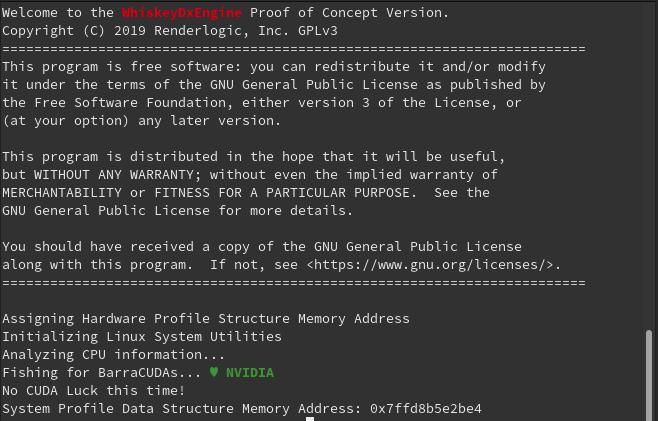 Welcome to the WhiskeyDxEngine Proof of Concept Version.
Copyright (C) 2019 Renderlogic, Inc. GPLv3
=========================================================================
This program is free software: you can redistribute it and/or modify
it under the terms of the GNU General Public License as published by
the Free Software Foundation, either version 3 of the License, or
(at your option) any later version.

This program is distributed in the hope that it will be useful,
but WITHOUT ANY WARRANTY; without even the implied warranty of
MERCHANTABILITY or FITNESS FOR A PARTICULAR PURPOSE.  See the
GNU General Public License for more details.

You should have received a copy of the GNU General Public License
along with this program.  If not, see <https://www.gnu.org/licenses/>.
=========================================================================

Assigning Hardware Profile Structure Memory Address
Initializing Linux System Utilities
Analyzing CPU information...
Fishing for BarraCUDAs... ♥ NVIDIA
No CUDA Luck this time!
System Profile Data Structure Memory Address: 0x7ffd8b5e2be4